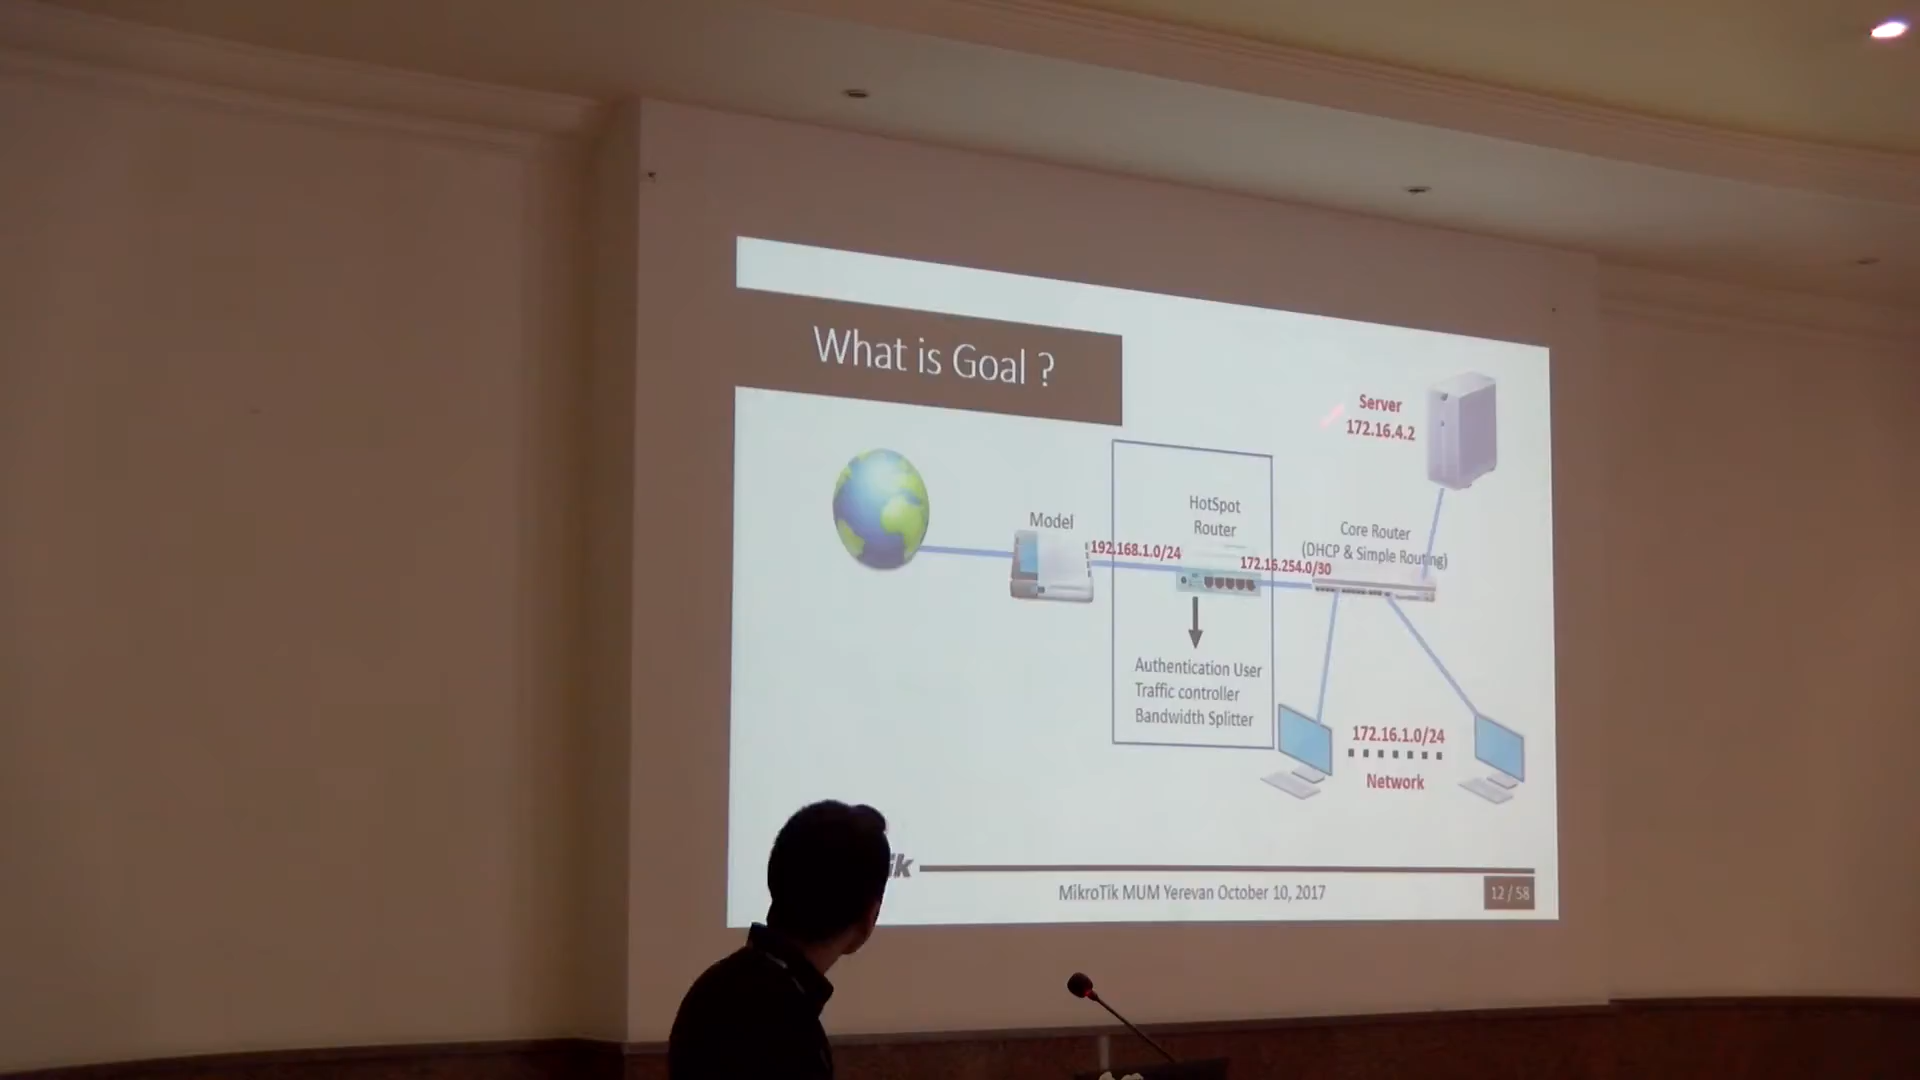 What is Goal ?
Server
172.16.4.2
HotSpot
Router
Model
Core Router
(DHCP & Simple Routing)
192.168.1.0/24
172.16.254.0/30
Authentication User
Traffic controller
Bandwidth Splitter
172.16.1.0/24
Network
ik
MikroTik MUM Yerevan October 10, 2017
12 / 58